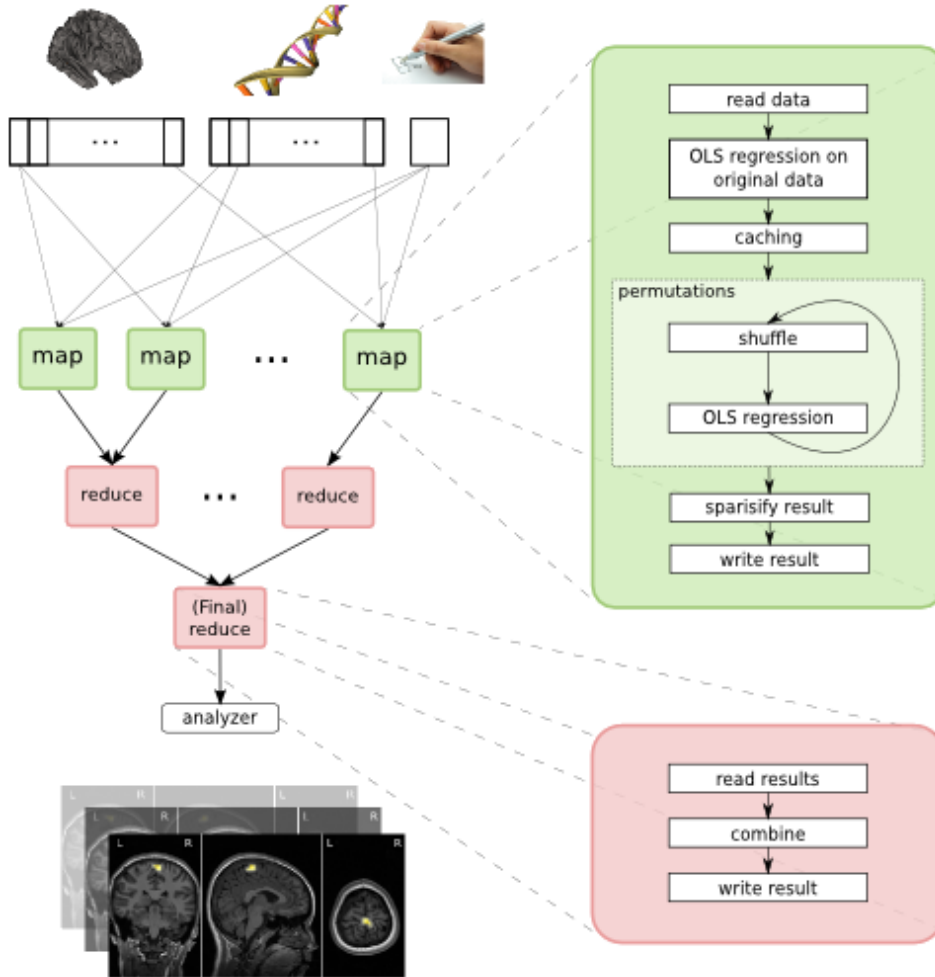 ...
...
map
map
...
map
reduce
...
reduce
(Final)
reduce
analyzer
L
R
L
L
R
L
L
R
L
R
read data
OLS regression on
original data
caching
permutations
shuffle
OLS regression
sparisify result
write result
read results
combine
write result